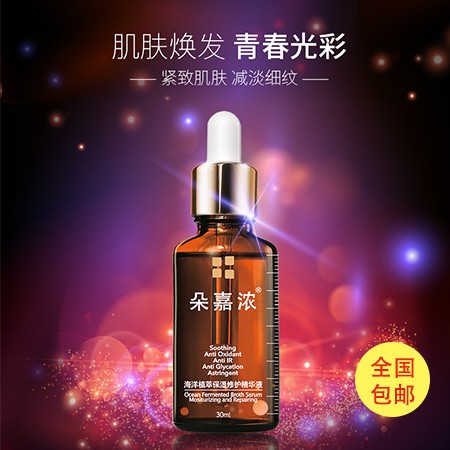 肌肤焕发 青春光彩
紧致肌肤 减淡细纹
朵嘉浓®
Soothing
Anti Oxidant
Anti IR
Anti Glycation
Astringent
海洋植萃保湿修护精华液
Ocean Fermented Broth Serum
Moisturizing and Repairing
30ml
全国
包邮